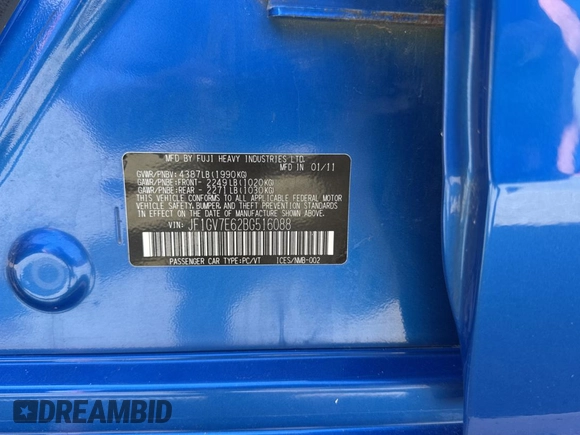 MFD BY FUJI HEAVY INDUSTRIES LTD.
MFD IN 01/11
GVWR/PNBV: 4387LB(1990KG)
GAWR/PNBE:FRONT- 2249LB(1020KG)
GAWR/PNBE:REAR - 2271LB(1030KG)
THIS VEHICLE CONFORMS TO ALL APPLICABLE
FEDERAL MOTOR VEHICLE SAFETY, BUMPER, AND
THEFT PREVENTION STANDARDS IN EFFECT ON
THE DATE OF MANUFACTURE SHOWN ABOVE.
VIN: JF1GV7E62BG516088
PASSENGER CAR TYPE:PC/VT ICES/NMB-002
DREAMBID